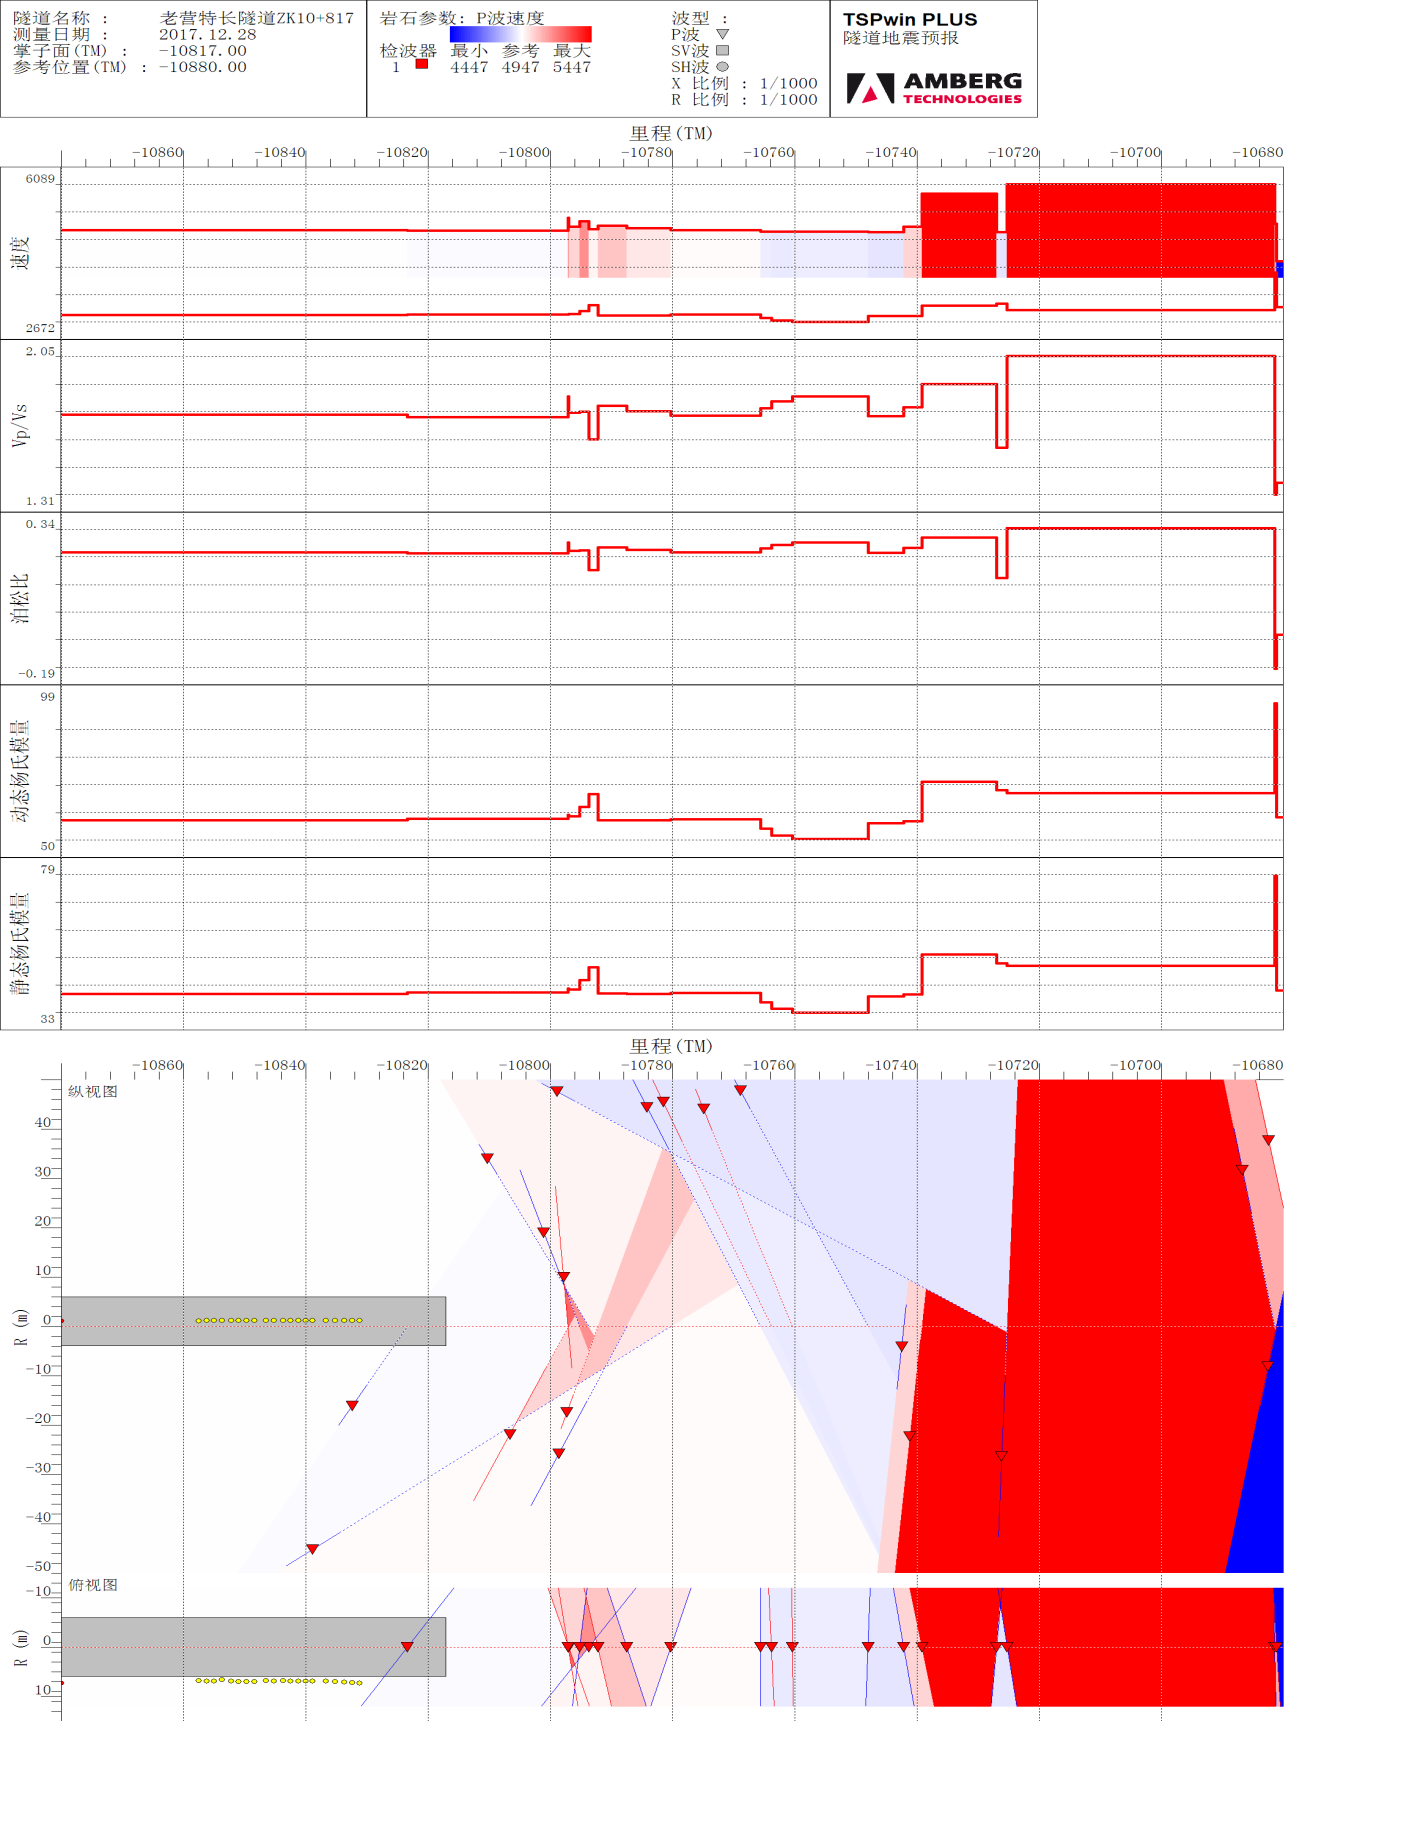 隧道名称 : 老营特长隧道ZK10+817
测量日期 : 2017.12.28
掌子面(TM) : -10817.00
参考位置(TM) : -10880.00
岩石参数: P波速度
检波器 最小 参考 最大
1 4447 4947 5447
波型 :
P波
SV波
SH波
X 比例 : 1/1000
R 比例 : 1/1000
TSPwin PLUS
隧道地震预报
AMBERG
TECHNOLOGIES
里程(TM)
-10860 -10840 -10820 -10800 -10780 -10760 -10740 -10720 -10700 -10680
6089
速度
2672
2.05
Vp/Vs
1.31
0.34
泊松比
-0.19
99
动态杨氏模量
50
79
静态杨氏模量
33
里程(TM)
-10860 -10840 -10820 -10800 -10780 -10760 -10740 -10720 -10700 -10680
纵视图
40
30
20
10
0
R (m)
-10
-20
-30
-40
-50
俯视图
-10
0
R (m)
10